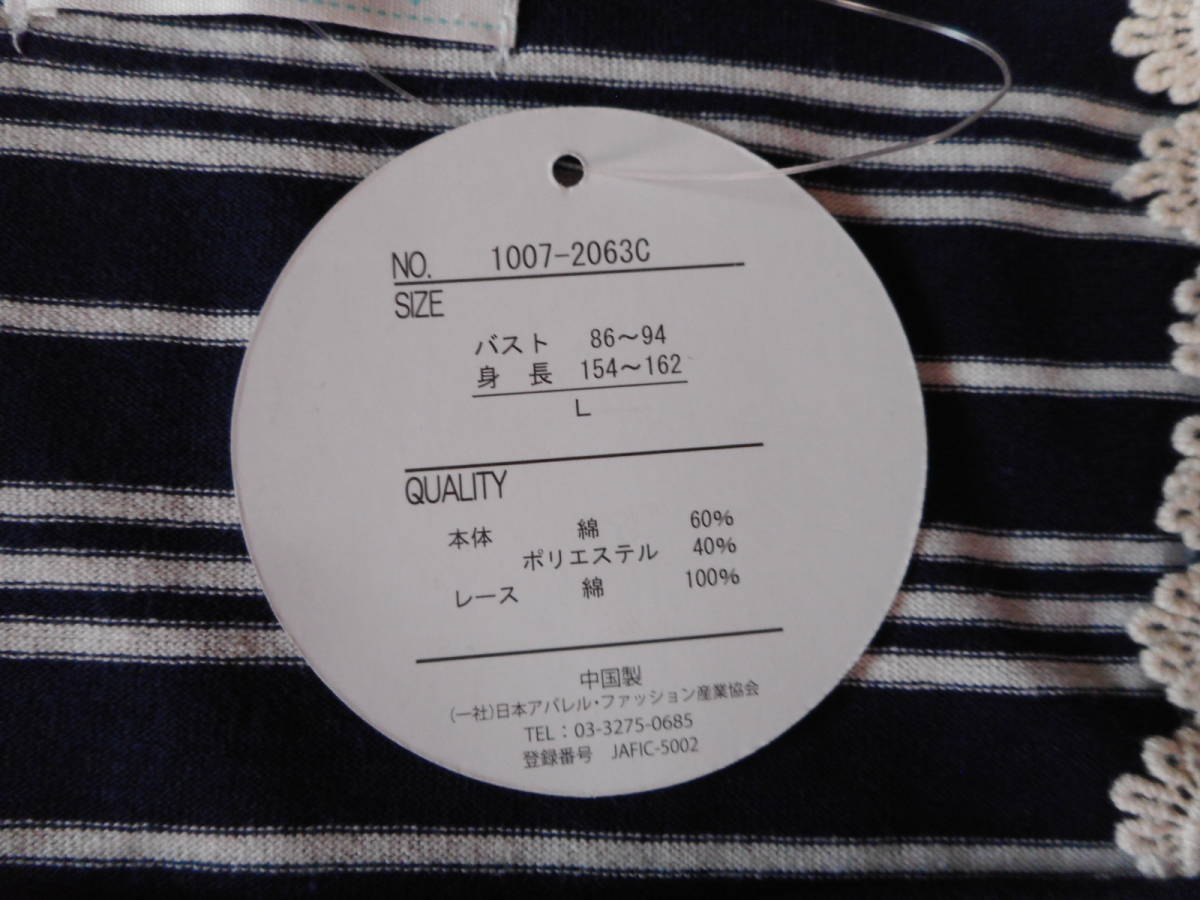 NO. 1007-2063C
SIZE
バスト 86～94
身長 154～162
L
QUALITY
本体 綿 60%
ポリエステル 40%
レース 綿 100%
中国製
(一社)日本アパレル・ファッション産業協会
TEL：03-3275-0685
登録番号 JAFIC-5002